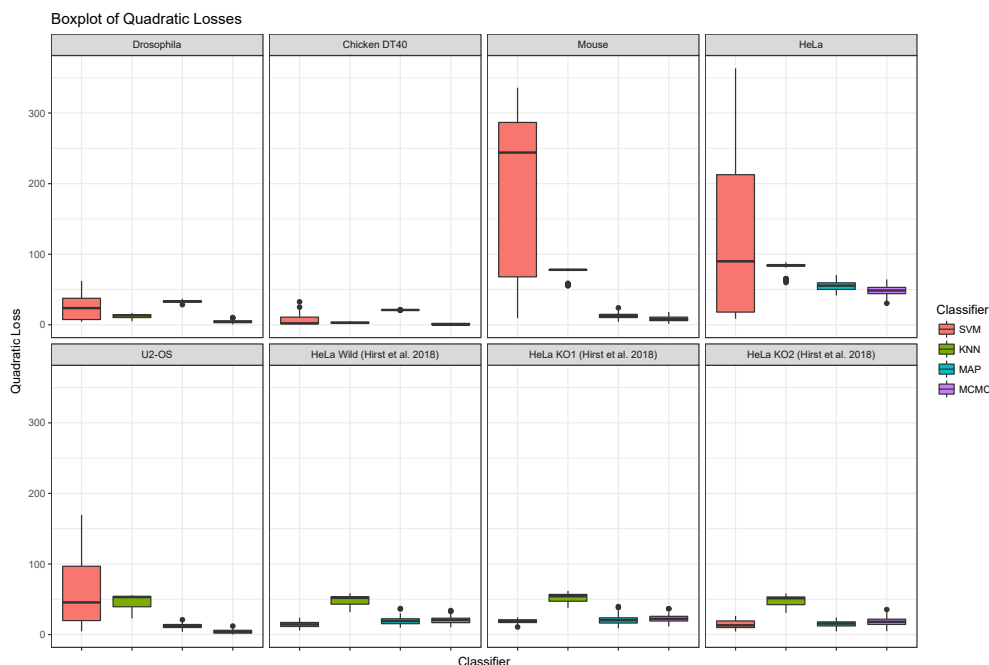 Boxplot of Quadratic Losses
Drosophila
Chicken DT40
Mouse
HeLa
300
200
100
0
U2-OS
HeLa Wild (Hirst et al. 2018)
HeLa KO1 (Hirst et al. 2018)
HeLa KO2 (Hirst et al. 2018)
300
200
100
0
Quadratic Loss
Classifier
Classifier
SVM
KNN
MAP
MCMC